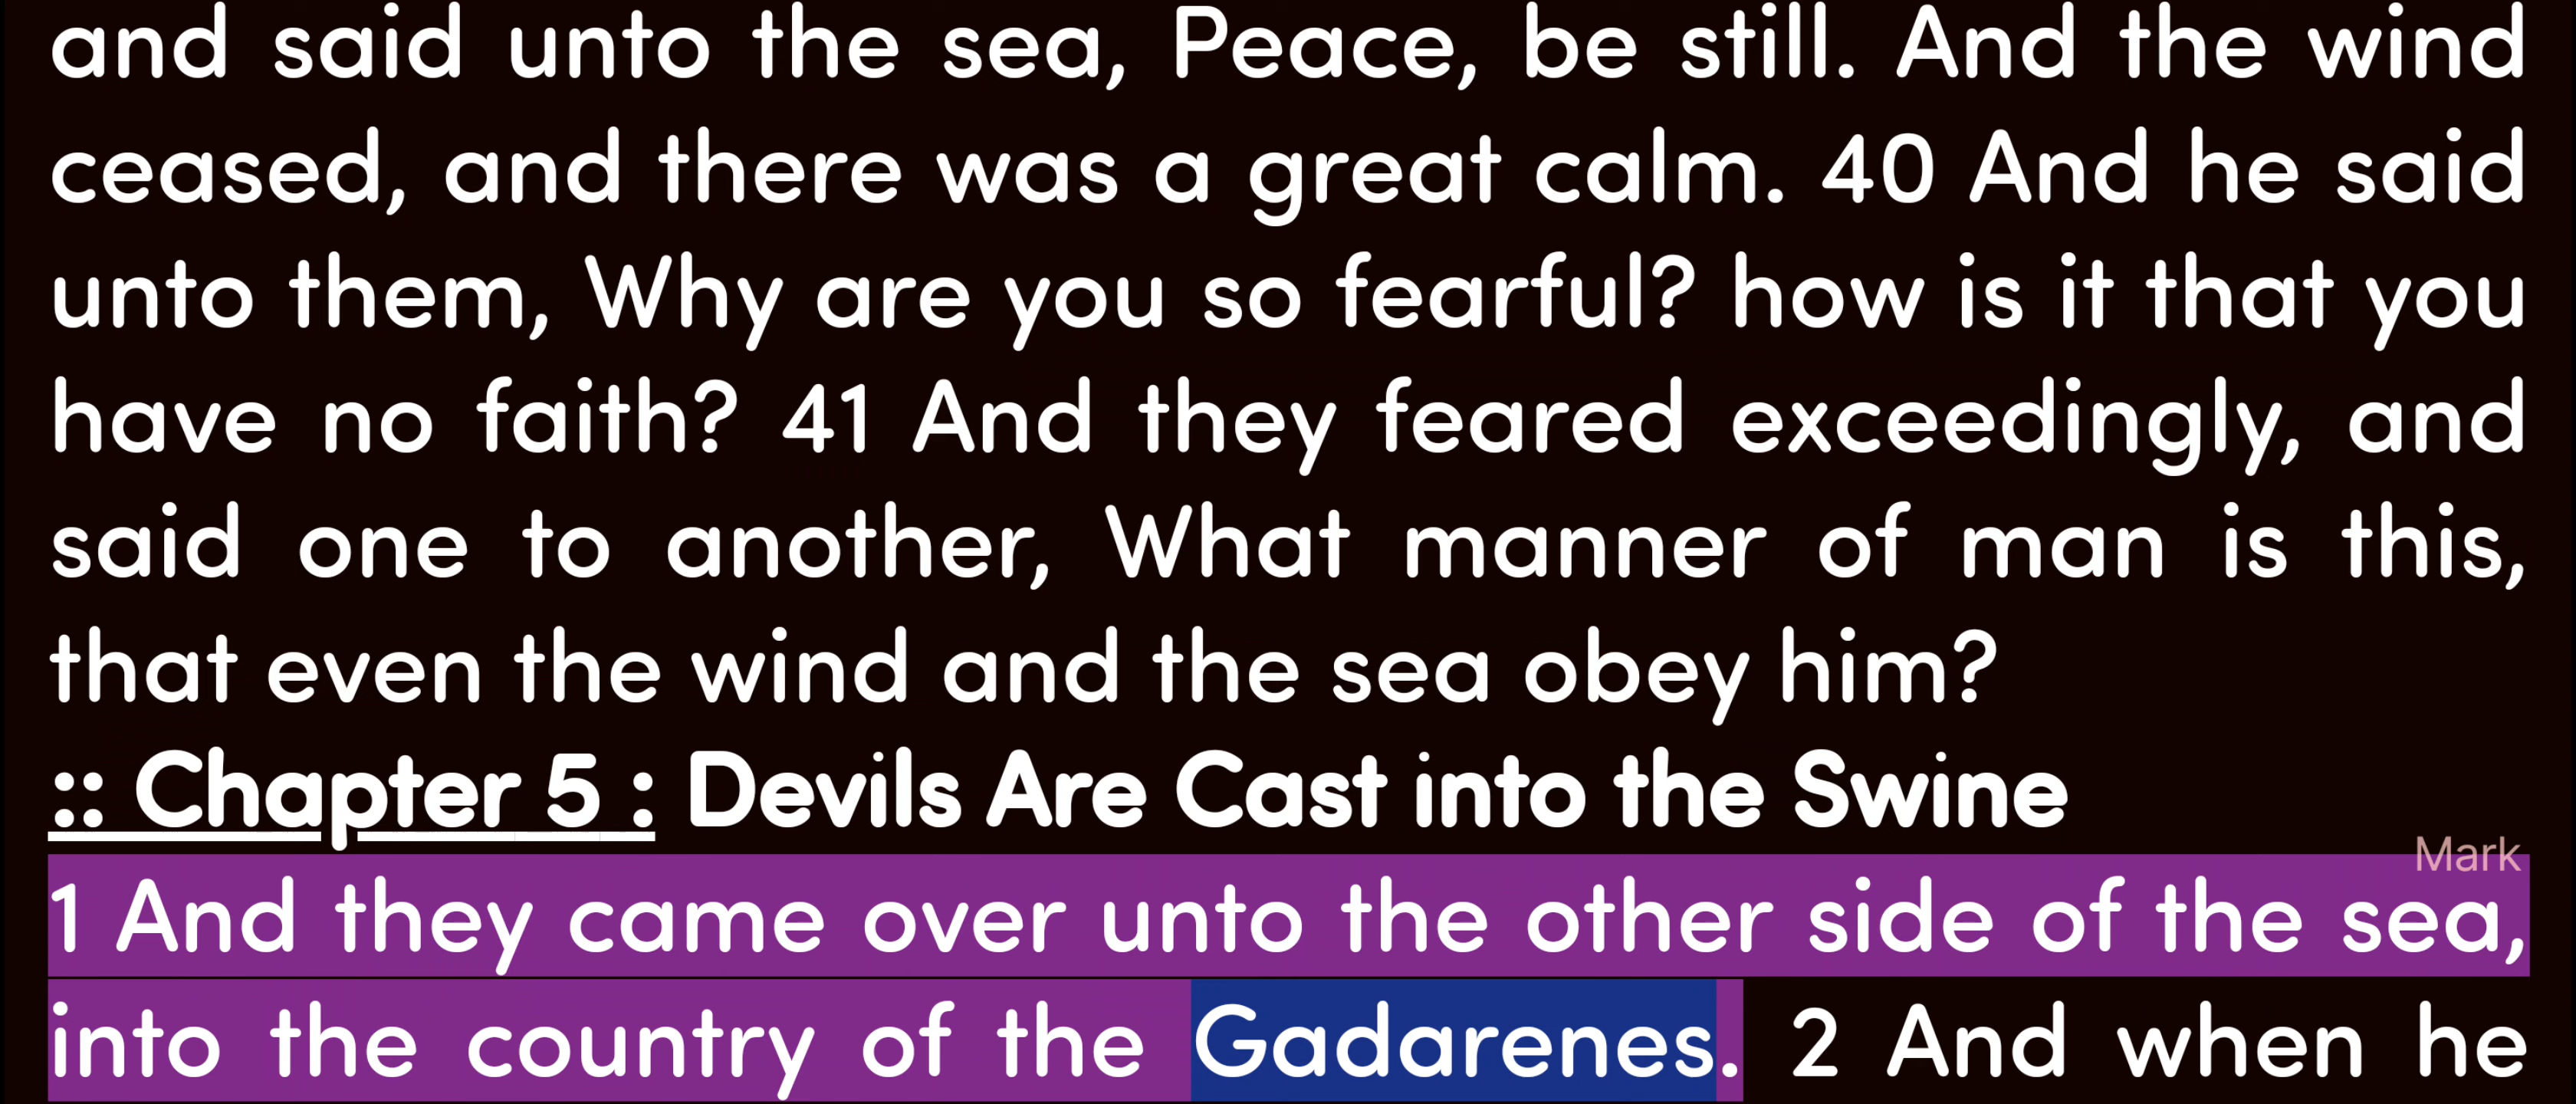 and said unto the sea, Peace, be still. And the wind
ceased, and there was a great calm. 40 And he said
unto them, Why are you so fearful? how is it that you
have no faith? 41 And they feared exceedingly, and
said one to another, What manner of man is this,
that even the wind and the sea obey him?
:: Chapter 5 : Devils Are Cast into the Swine
Mark
1 And they came over unto the other side of the sea,
into the country of the Gadarenes. 2 And when he